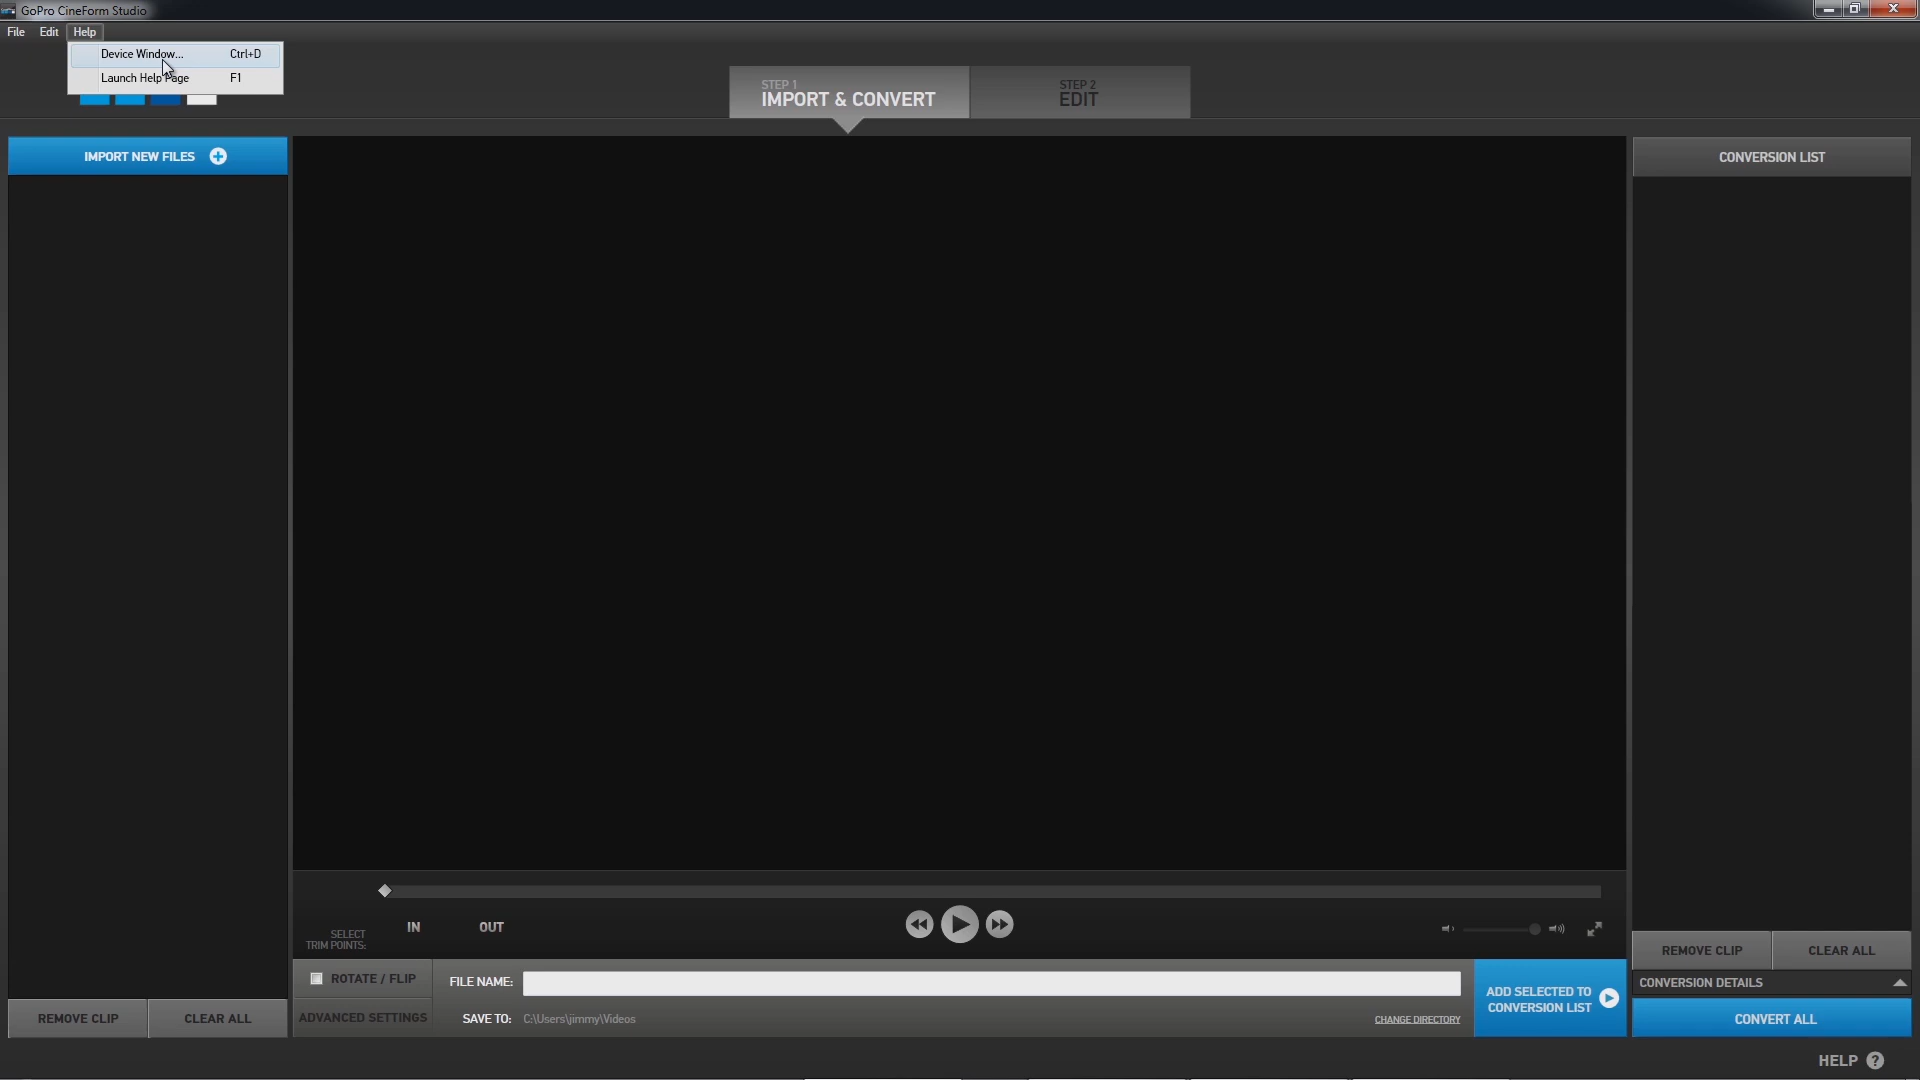 GoPro CineForm Studio
File Edit Help
Device Window... Ctrl+D
Launch Help Page F1
STEP 1
IMPORT & CONVERT
STEP 2
EDIT
IMPORT NEW FILES
CONVERSION LIST
SELECT
TRIM POINTS:
IN
OUT
ROTATE / FLIP
FILE NAME:
ADVANCED SETTINGS
SAVE TO: C:\Users\jimmy\Videos
CHANGE DIRECTORY
ADD SELECTED TO
CONVERSION LIST
REMOVE CLIP
CLEAR ALL
REMOVE CLIP
CLEAR ALL
CONVERSION DETAILS
CONVERT ALL
HELP ?